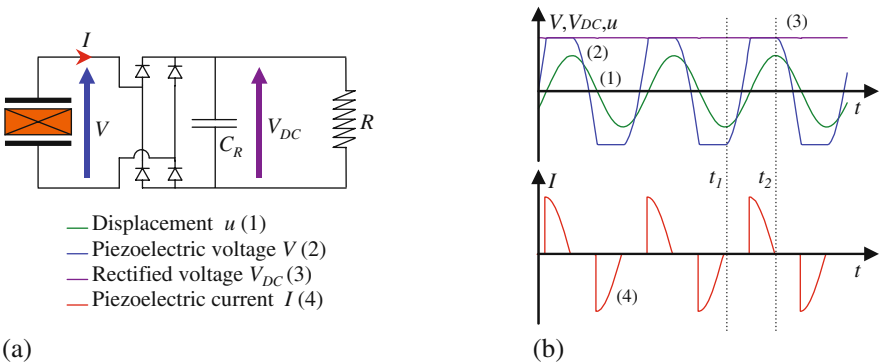 I
V
C_R
V_DC
R
Displacement u (1)
Piezoelectric voltage V (2)
Rectified voltage V_DC (3)
Piezoelectric current I (4)
(a)
V,V_DC,u
(3)
(2)
(1)
t
t_1
t_2
I
t
(4)
(b)